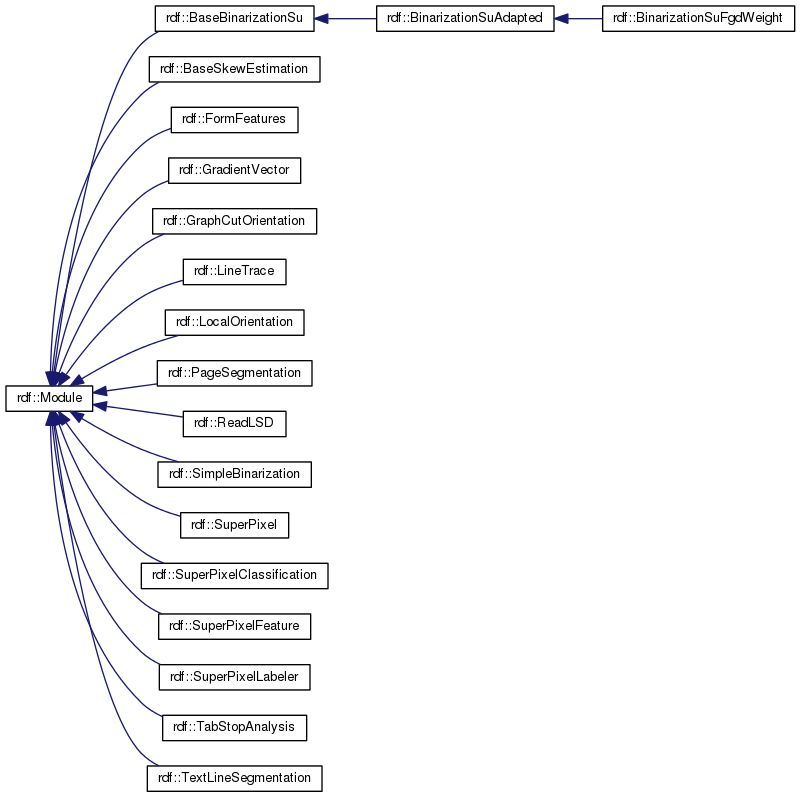 rdf::BaseBinarizationSu
rdf::BinarizationSuAdapted
rdf::BinarizationSuFgdWeight
rdf::BaseSkewEstimation
rdf::FormFeatures
rdf::GradientVector
rdf::GraphCutOrientation
rdf::LineTrace
rdf::LocalOrientation
rdf::PageSegmentation
rdf::Module
rdf::ReadLSD
rdf::SimpleBinarization
rdf::SuperPixel
rdf::SuperPixelClassification
rdf::SuperPixelFeature
rdf::SuperPixelLabeler
rdf::TabStopAnalysis
rdf::TextLineSegmentation